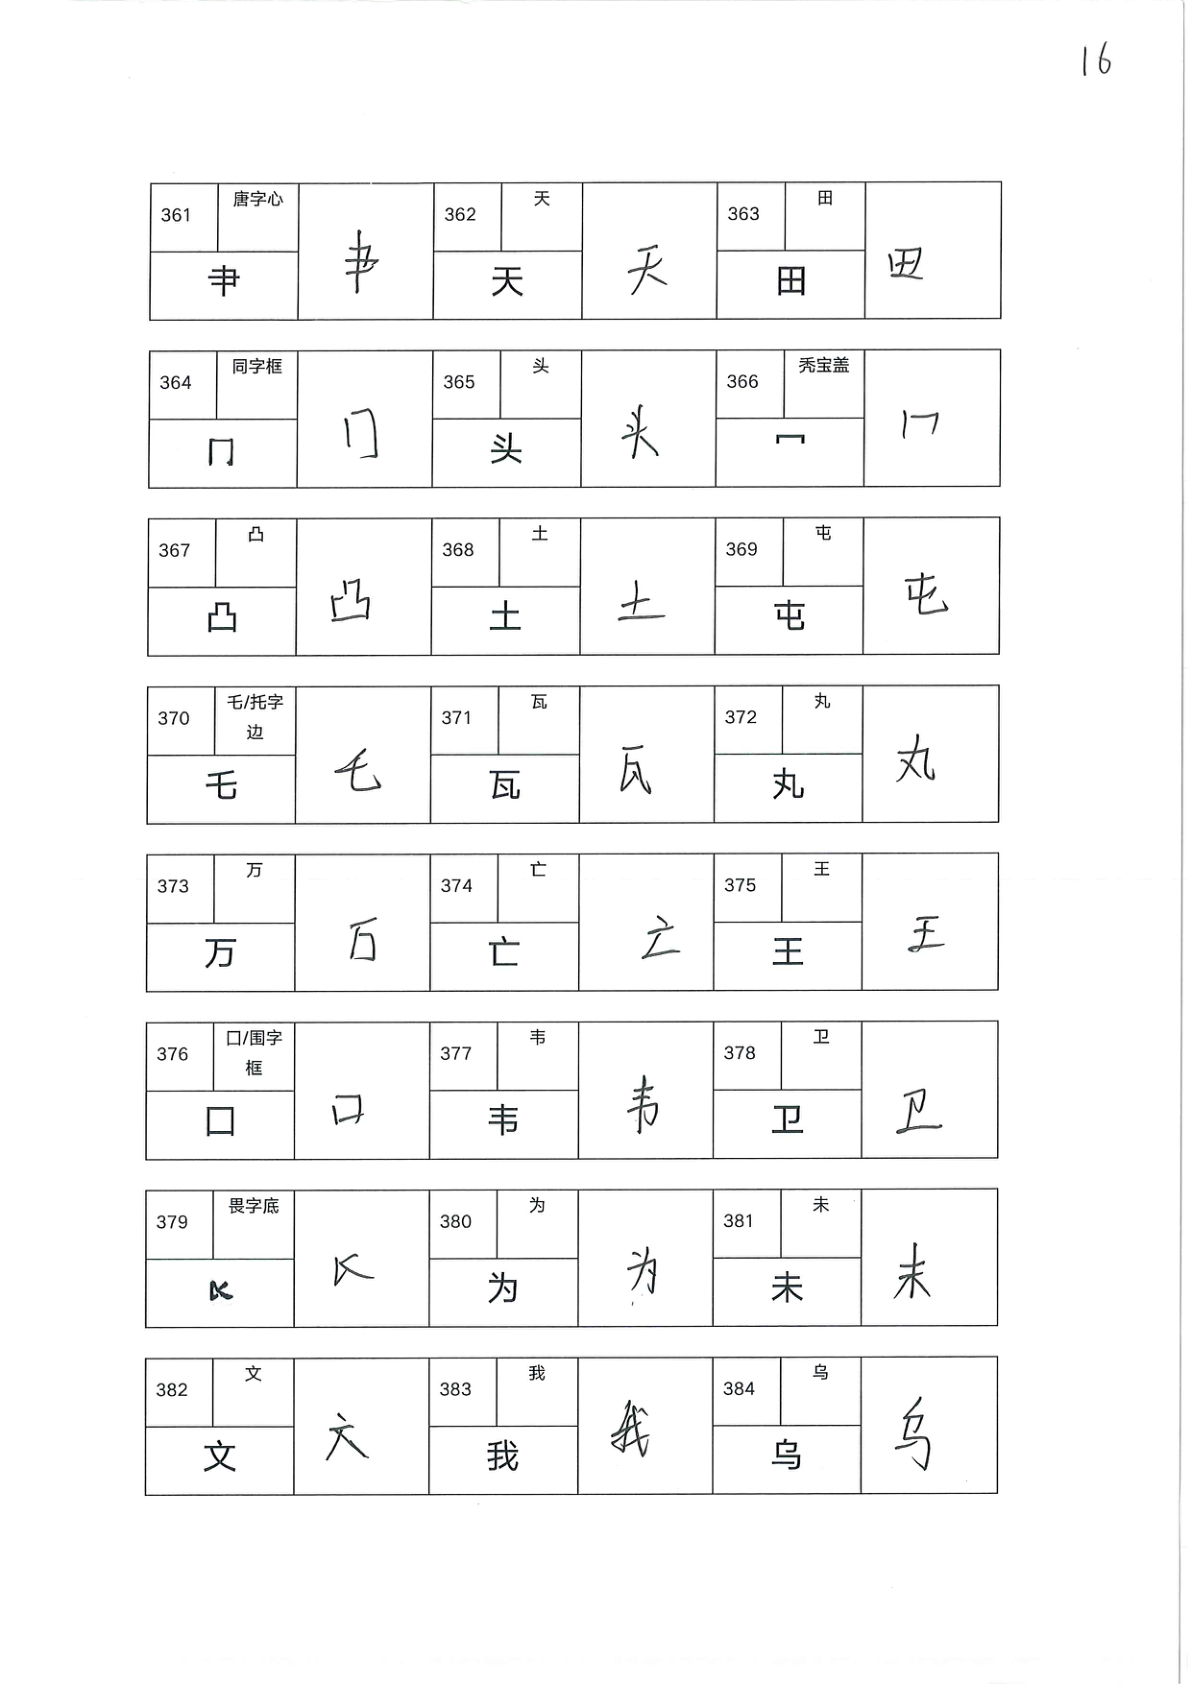 16
361 唐字心 肀 肀 362 天 天 天 363 田 田 田
364 同字框 冂 冂 365 头 头 头 366 秃宝盖 冖 冖
367 凸 凸 凸 368 土 土 土 369 屯 屯 屯
370 乇/托字边 乇 乇 371 瓦 瓦 瓦 372 丸 丸 丸
373 万 万 万 374 亡 亡 亡 375 王 王 王
376 囗/围字框 囗 囗 377 韦 韦 韦 378 卫 卫 卫
379 畏字底 380 为 为 为 381 未 未 未
382 文 文 文 383 我 我 我 384 乌 乌 乌